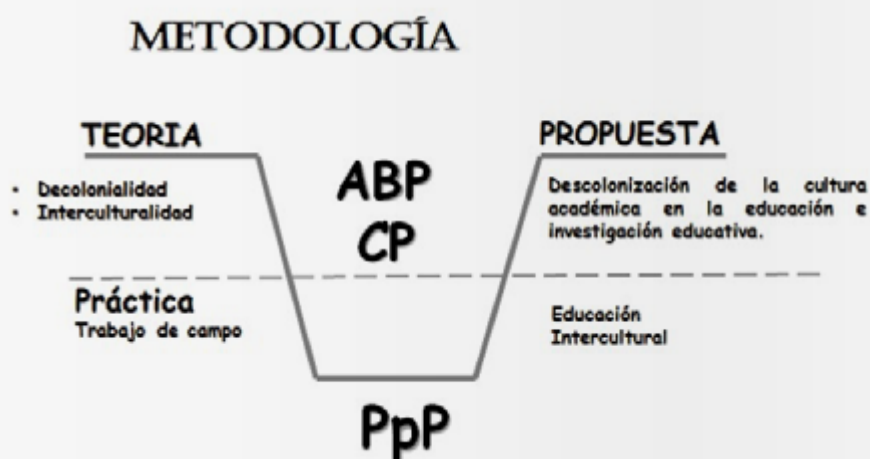 METODOLOGÍA
TEORIA
• Decolonialidad
• Interculturalidad
Práctica
Trabajo de campo
ABP
CP
PpP
PROPUESTA
Descolonización de la cultura
académica en la educación e
investigación educativa.
Educación
Intercultural